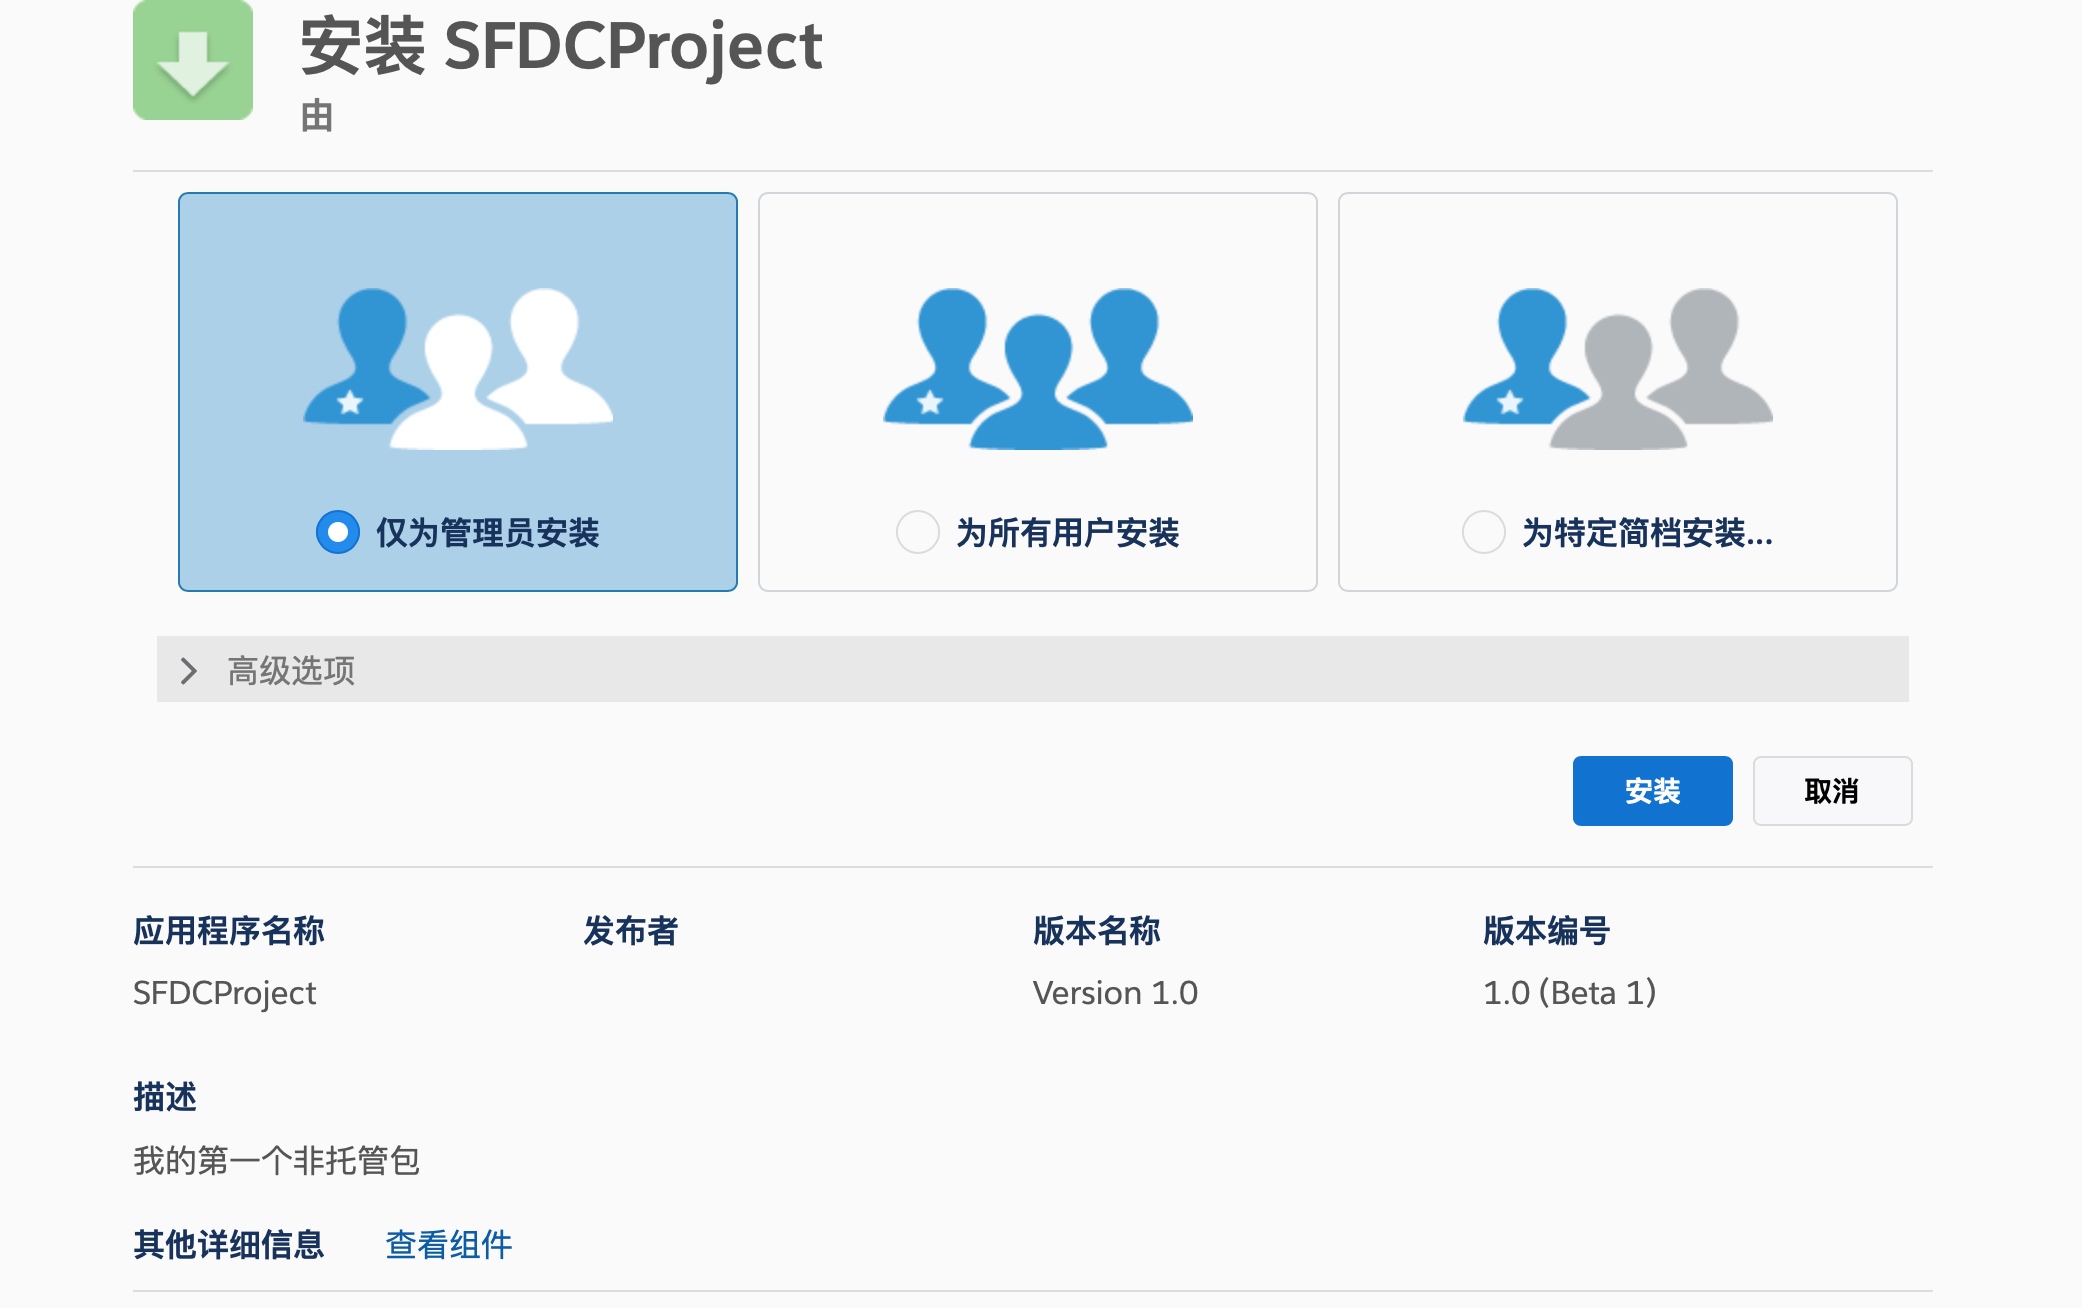 安装 SFDCProject
由
仅为管理员安装
为所有用户安装
为特定简档安装...
高级选项
安装
取消
应用程序名称
发布者
版本名称
版本编号
SFDCProject
Version 1.0
1.0 (Beta 1)
描述
我的第一个非托管包
其他详细信息
查看组件